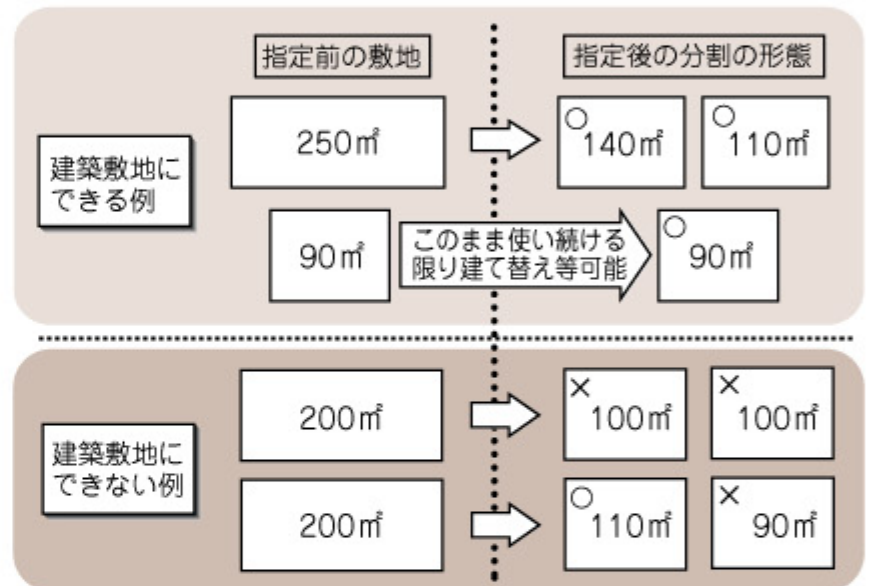 指定前の敷地
指定後の分割の形態
建築敷地に
できる例
250㎡
○
140㎡
○
110㎡
90㎡
このまま使い続ける
限り建て替え等可能
○
90㎡
建築敷地に
できない例
200㎡
×
100㎡
×
100㎡
200㎡
○
110㎡
×
90㎡